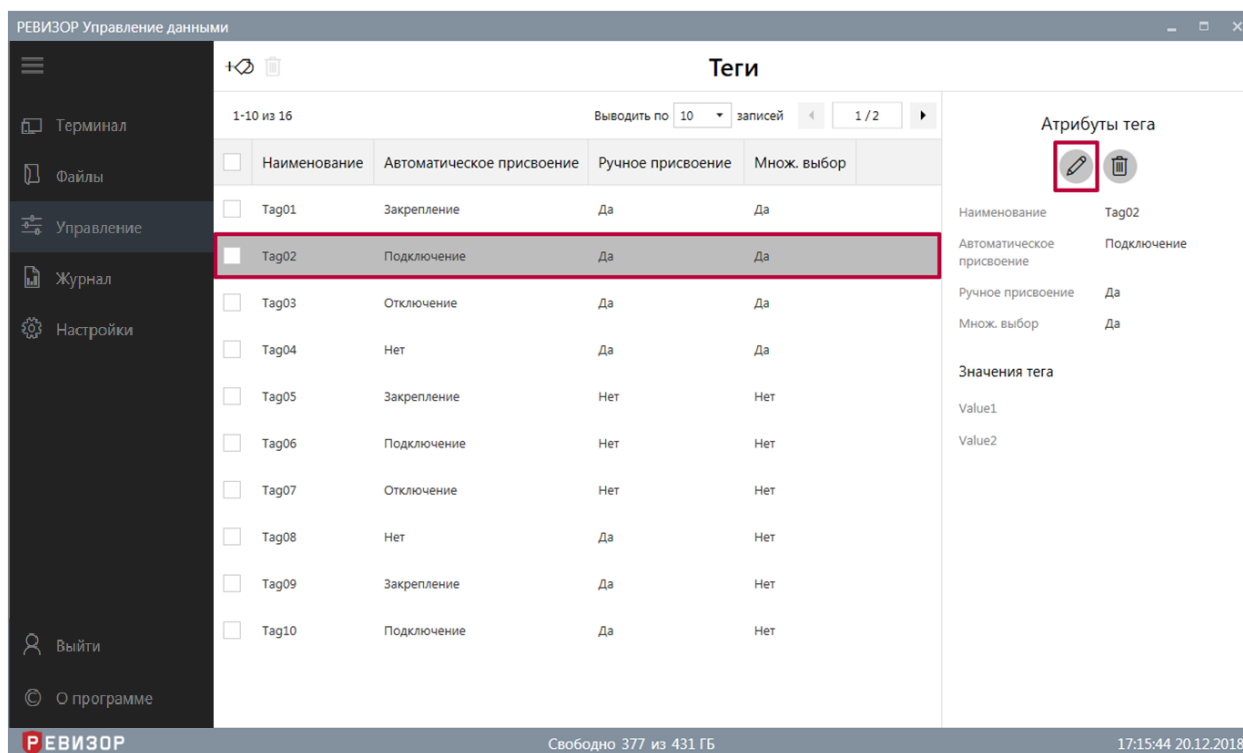 РЕВИЗОР Управление данными
Теги
Терминал
Файлы
Управление
Журнал
Настройки
Выйти
О программе
1-10 из 16 Выводить по 10 записей 1 / 2
Наименование Автоматическое присвоение Ручное присвоение Множ. выбор
Tag01 Закрепление Да Да
Tag02 Подключение Да Да
Tag03 Отключение Да Да
Tag04 Нет Да Да
Tag05 Закрепление Нет Нет
Tag06 Подключение Нет Нет
Tag07 Отключение Нет Нет
Tag08 Нет Да Нет
Tag09 Закрепление Да Нет
Tag10 Подключение Да Нет
Атрибуты тега
Наименование Tag02
Автоматическое Подключение
присвоение
Ручное присвоение Да
Множ. выбор Да
Значения тега
Value1
Value2
РЕВИЗОР Свободно 377 из 431 ГБ 17:15:44 20.12.2018